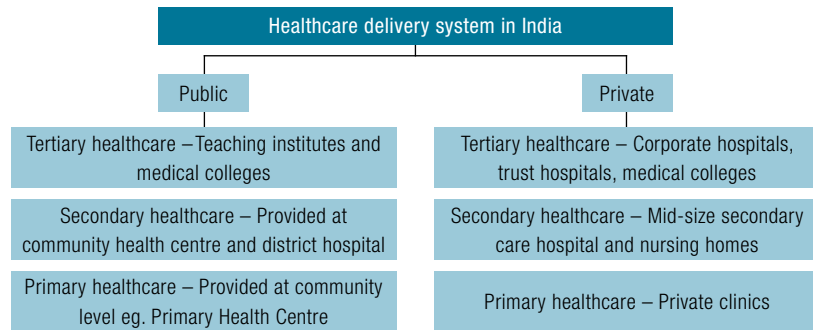 Healthcare delivery system in India
Public
Private
Tertiary healthcare – Teaching institutes and
medical colleges
Tertiary healthcare – Corporate hospitals,
trust hospitals, medical colleges
Secondary healthcare – Provided at
community health centre and district hospital
Secondary healthcare – Mid-size secondary
care hospital and nursing homes
Primary healthcare – Provided at community
level eg. Primary Health Centre
Primary healthcare – Private clinics